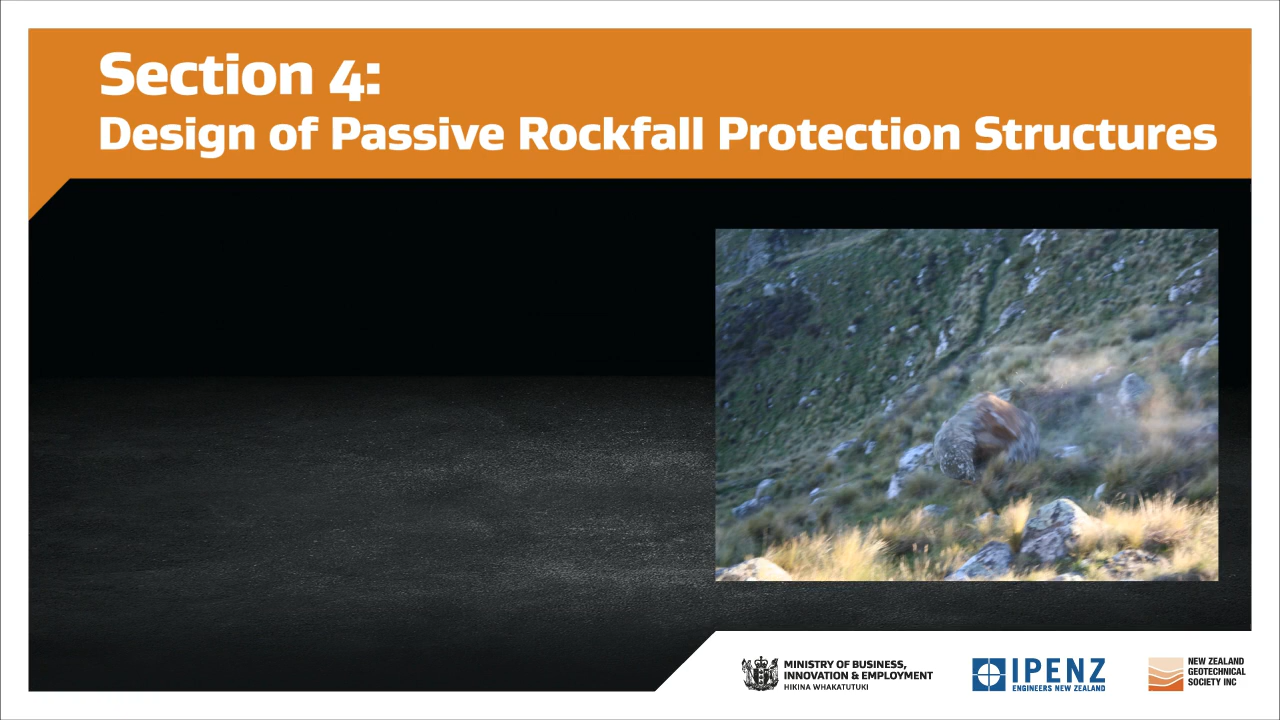 Section 4:
Design of Passive Rockfall Protection Structures
MINISTRY OF BUSINESS,
INNOVATION & EMPLOYMENT
HIKINA WHAKATUTUKI
IPENZ
ENGINEERS NEW ZEALAND
NEW ZEALAND
GEOTECHNICAL
SOCIETY INC